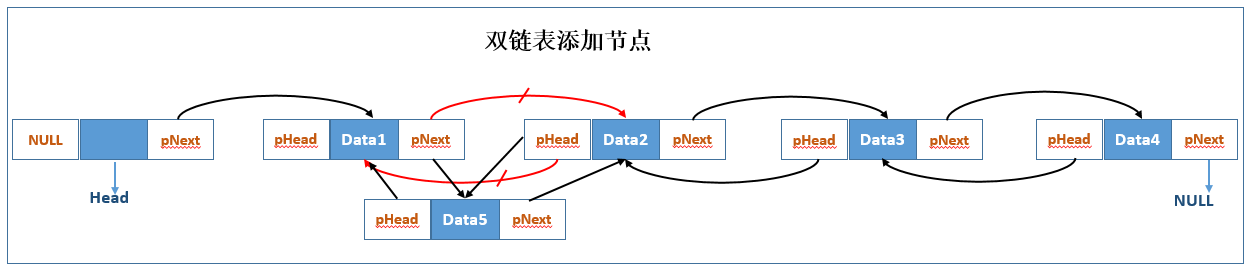 双链表添加节点
NULL pNext pHead Data1 pNext pHead Data2 pNext pHead Data3 pNext pHead Data4 pNext
Head
NULL
pHead Data5 pNext